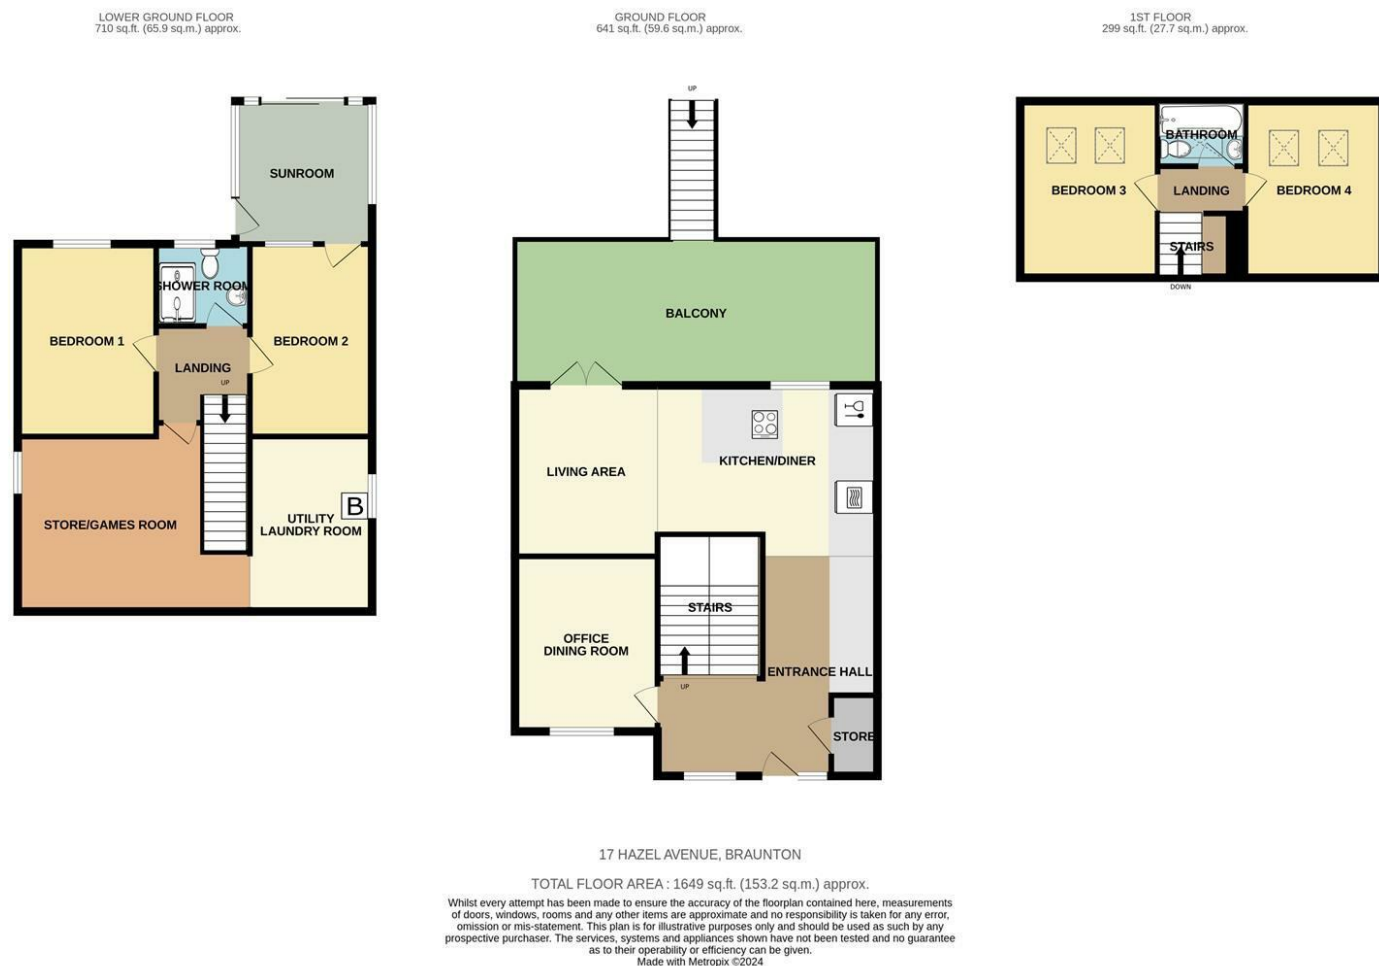 LOWER GROUND FLOOR
710 sq.ft. (65.9 sq.m.) approx.
SUNROOM
SHOWER ROOM
BEDROOM 1
BEDROOM 2
LANDING
UP
STORE/GAMES ROOM
B
UTILITY
LAUNDRY ROOM
GROUND FLOOR
641 sq.ft. (59.6 sq.m.) approx.
UP
BALCONY
LIVING AREA
KITCHEN/DINER
STAIRS
OFFICE
DINING ROOM
ENTRANCE HALL
UP
STORE
1ST FLOOR
299 sq.ft. (27.7 sq.m.) approx.
BATHROOM
BEDROOM 3
LANDING
BEDROOM 4
STAIRS
DOWN
17 HAZEL AVENUE, BRAUNTON
TOTAL FLOOR AREA : 1649 sq.ft. (153.2 sq.m.) approx.
Whilst every attempt has been made to ensure the accuracy of the floorplan contained here, measurements
of doors, windows, rooms and any other items are approximate and no responsibility is taken for any error,
omission or mis-statement. This plan is for illustrative purposes only and should be used as such by any
prospective purchaser. The services, systems and appliances shown have not been tested and no guarantee
as to their operability or efficiency can be given.
Made with Metropix ©2024